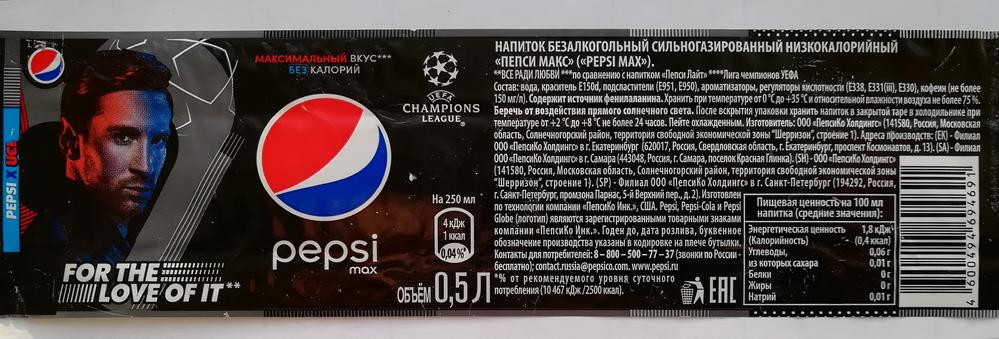 PEPSI X UCL
FOR THE
LOVE OF IT**
МАКСИМАЛЬНЫЙ ВКУС***
БЕЗ КАЛОРИЙ
UEFA
CHAMPIONS
LEAGUE
pepsi
max
На 250 мл
4 кДж
1 ккал
0,04%*
ОБЪЁМ 0,5 Л
НАПИТОК БЕЗАЛКОГОЛЬНЫЙ СИЛЬНОГАЗИРОВАННЫЙ НИЗКОКАЛОРИЙНЫЙ
«ПЕПСИ МАКС» («PEPSI MAX»).
**ВСЕ РАДИ ЛЮБВИ ***по сравнению с напитком «Пепси Лайт» ****Лига чемпионов УЕФА
Состав: вода, краситель Е150d, подсластители (Е951, Е950), ароматизаторы, регуляторы кислотности (Е338, Е331(iii), Е330), кофеин (не более
150 мг/л). Содержит источник фенилаланина. Хранить при температуре от 0 °С до +35 °С и относительной влажности воздуха не более 75 %.
Беречь от воздействия прямого солнечного света. После вскрытия упаковки хранить напиток в закрытой таре в холодильнике при
температуре от +2 °С до +8 °С не более 24 часов. Пейте охлажденным. Изготовитель: ООО «ПепсиКо Холдингс» (141580, Россия, Московская
область, Солнечногорский район, территория свободной экономической зоны "Шерризон", строение 1). Адреса производств: (EK) - Филиал
ООО «ПепсиКо Холдингс» в г. Екатеринбург (620017, Россия, Свердловская область, г. Екатеринбург, проспект Космонавтов, д. 13). (SA) - Филиал
ООО «ПепсиКо Холдингс» в г. Самара (443048, Россия, г. Самара, поселок Красная Глинка). (SH) - ООО «ПепсиКо Холдингс»
(141580, Россия, Московская область, Солнечногорский район, территория свободной экономической зоны
"Шерризон", строение 1). (SP) - Филиал ООО «ПепсиКо Холдингс» в г. Санкт-Петербург (194292, Россия,
г. Санкт-Петербург, промзона Парнас, 5-й Верхний пер., д. 2). Изготовлен
по технологии компании «ПепсиКо Инк.», США. Pepsi, Pepsi-Cola и Pepsi
Globe (логотип) являются зарегистрированными товарными знаками
компании «ПепсиКо Инк.». Годен до, дата розлива, буквенное
обозначение производства указаны в кодировке на плече бутылки.
Контакты для потребителей: 8 – 800 – 500 – 77 – 37 (звонки по России -
бесплатно); contact.russia@pepsico.com. www.pepsi.ru
*% от рекомендуемого уровня суточного
потребления (10 467 кДж /2500 ккал).
EAC
Пищевая ценность на 100 мл
напитка (средние значения):
Энергетическая ценность 1,8 кДж
(Калорийность) (0,4 ккал)
Углеводы, 0,06 г
из которых сахара 0,01 г
Белки 0 г
Жиры 0 г
Натрий 0,01 г
4 600494 694691